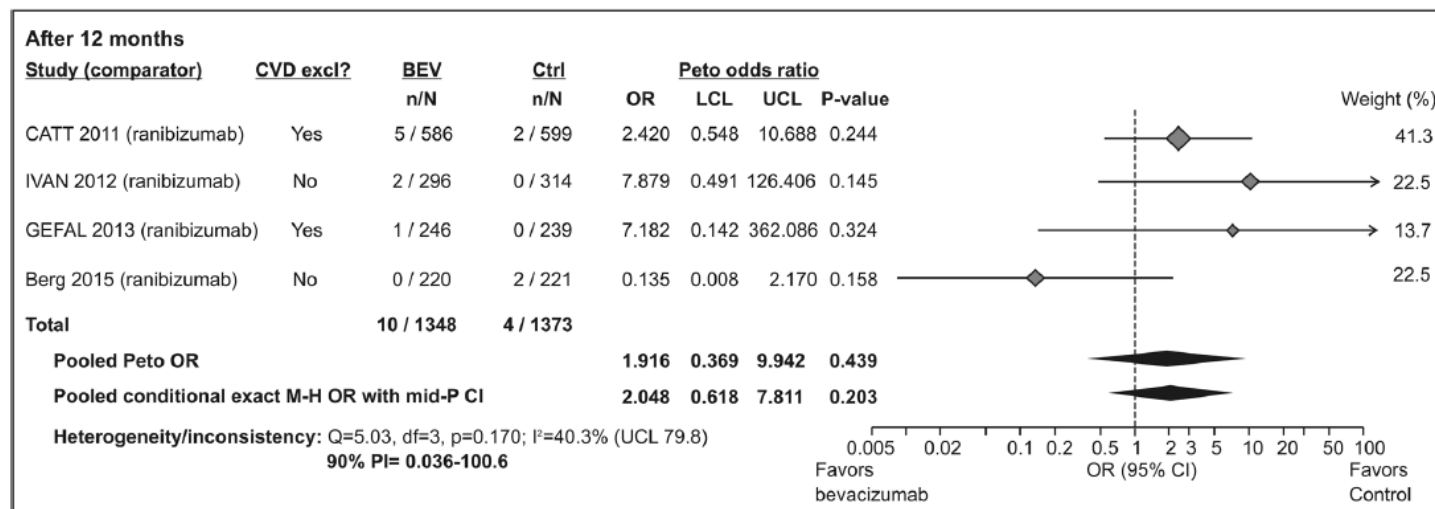 After 12 months
Study (comparator) CVD excl? BEV Ctrl Peto odds ratio
n/N n/N OR LCL UCL P-value Weight (%)
CATT 2011 (ranibizumab) Yes 5 / 586 2 / 599 2.420 0.548 10.688 0.244 41.3
IVAN 2012 (ranibizumab) No 2 / 296 0 / 314 7.879 0.491 126.406 0.145 22.5
GEFAL 2013 (ranibizumab) Yes 1 / 246 0 / 239 7.182 0.142 362.086 0.324 13.7
Berg 2015 (ranibizumab) No 0 / 220 2 / 221 0.135 0.008 2.170 0.158 22.5
Total 10 / 1348 4 / 1373
Pooled Peto OR 1.916 0.369 9.942 0.439
Pooled conditional exact M-H OR with mid-P CI 2.048 0.618 7.811 0.203
Heterogeneity/inconsistency: Q=5.03, df=3, p=0.170; I²=40.3% (UCL 79.8)
90% PI= 0.036-100.6
0.005 0.02 0.1 0.2 0.5 1 2 3 5 10 20 50 100
Favors OR (95% CI) Favors
bevacizumab Control